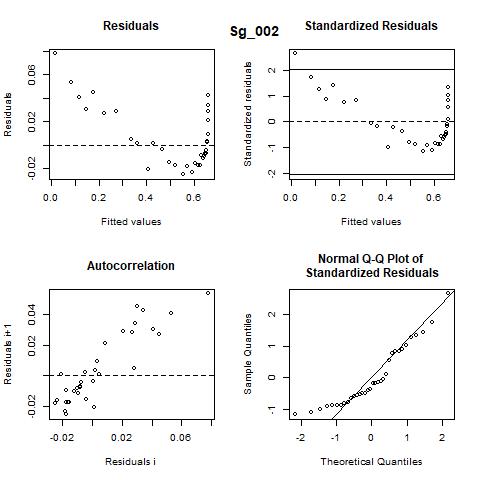 Sg_002
Residuals
Residuals
-0.02 0.02 0.06
0.0 0.2 0.4 0.6
Fitted values
Standardized Residuals
Standardized residuals
-2 -1 0 1 2
0.0 0.2 0.4 0.6
Fitted values
Autocorrelation
Residuals i+1
-0.02 0.02 0.04
-0.02 0.02 0.06
Residuals i
Normal Q-Q Plot of
Standardized Residuals
Sample Quantiles
-1 0 1 2
-2 -1 0 1 2
Theoretical Quantiles